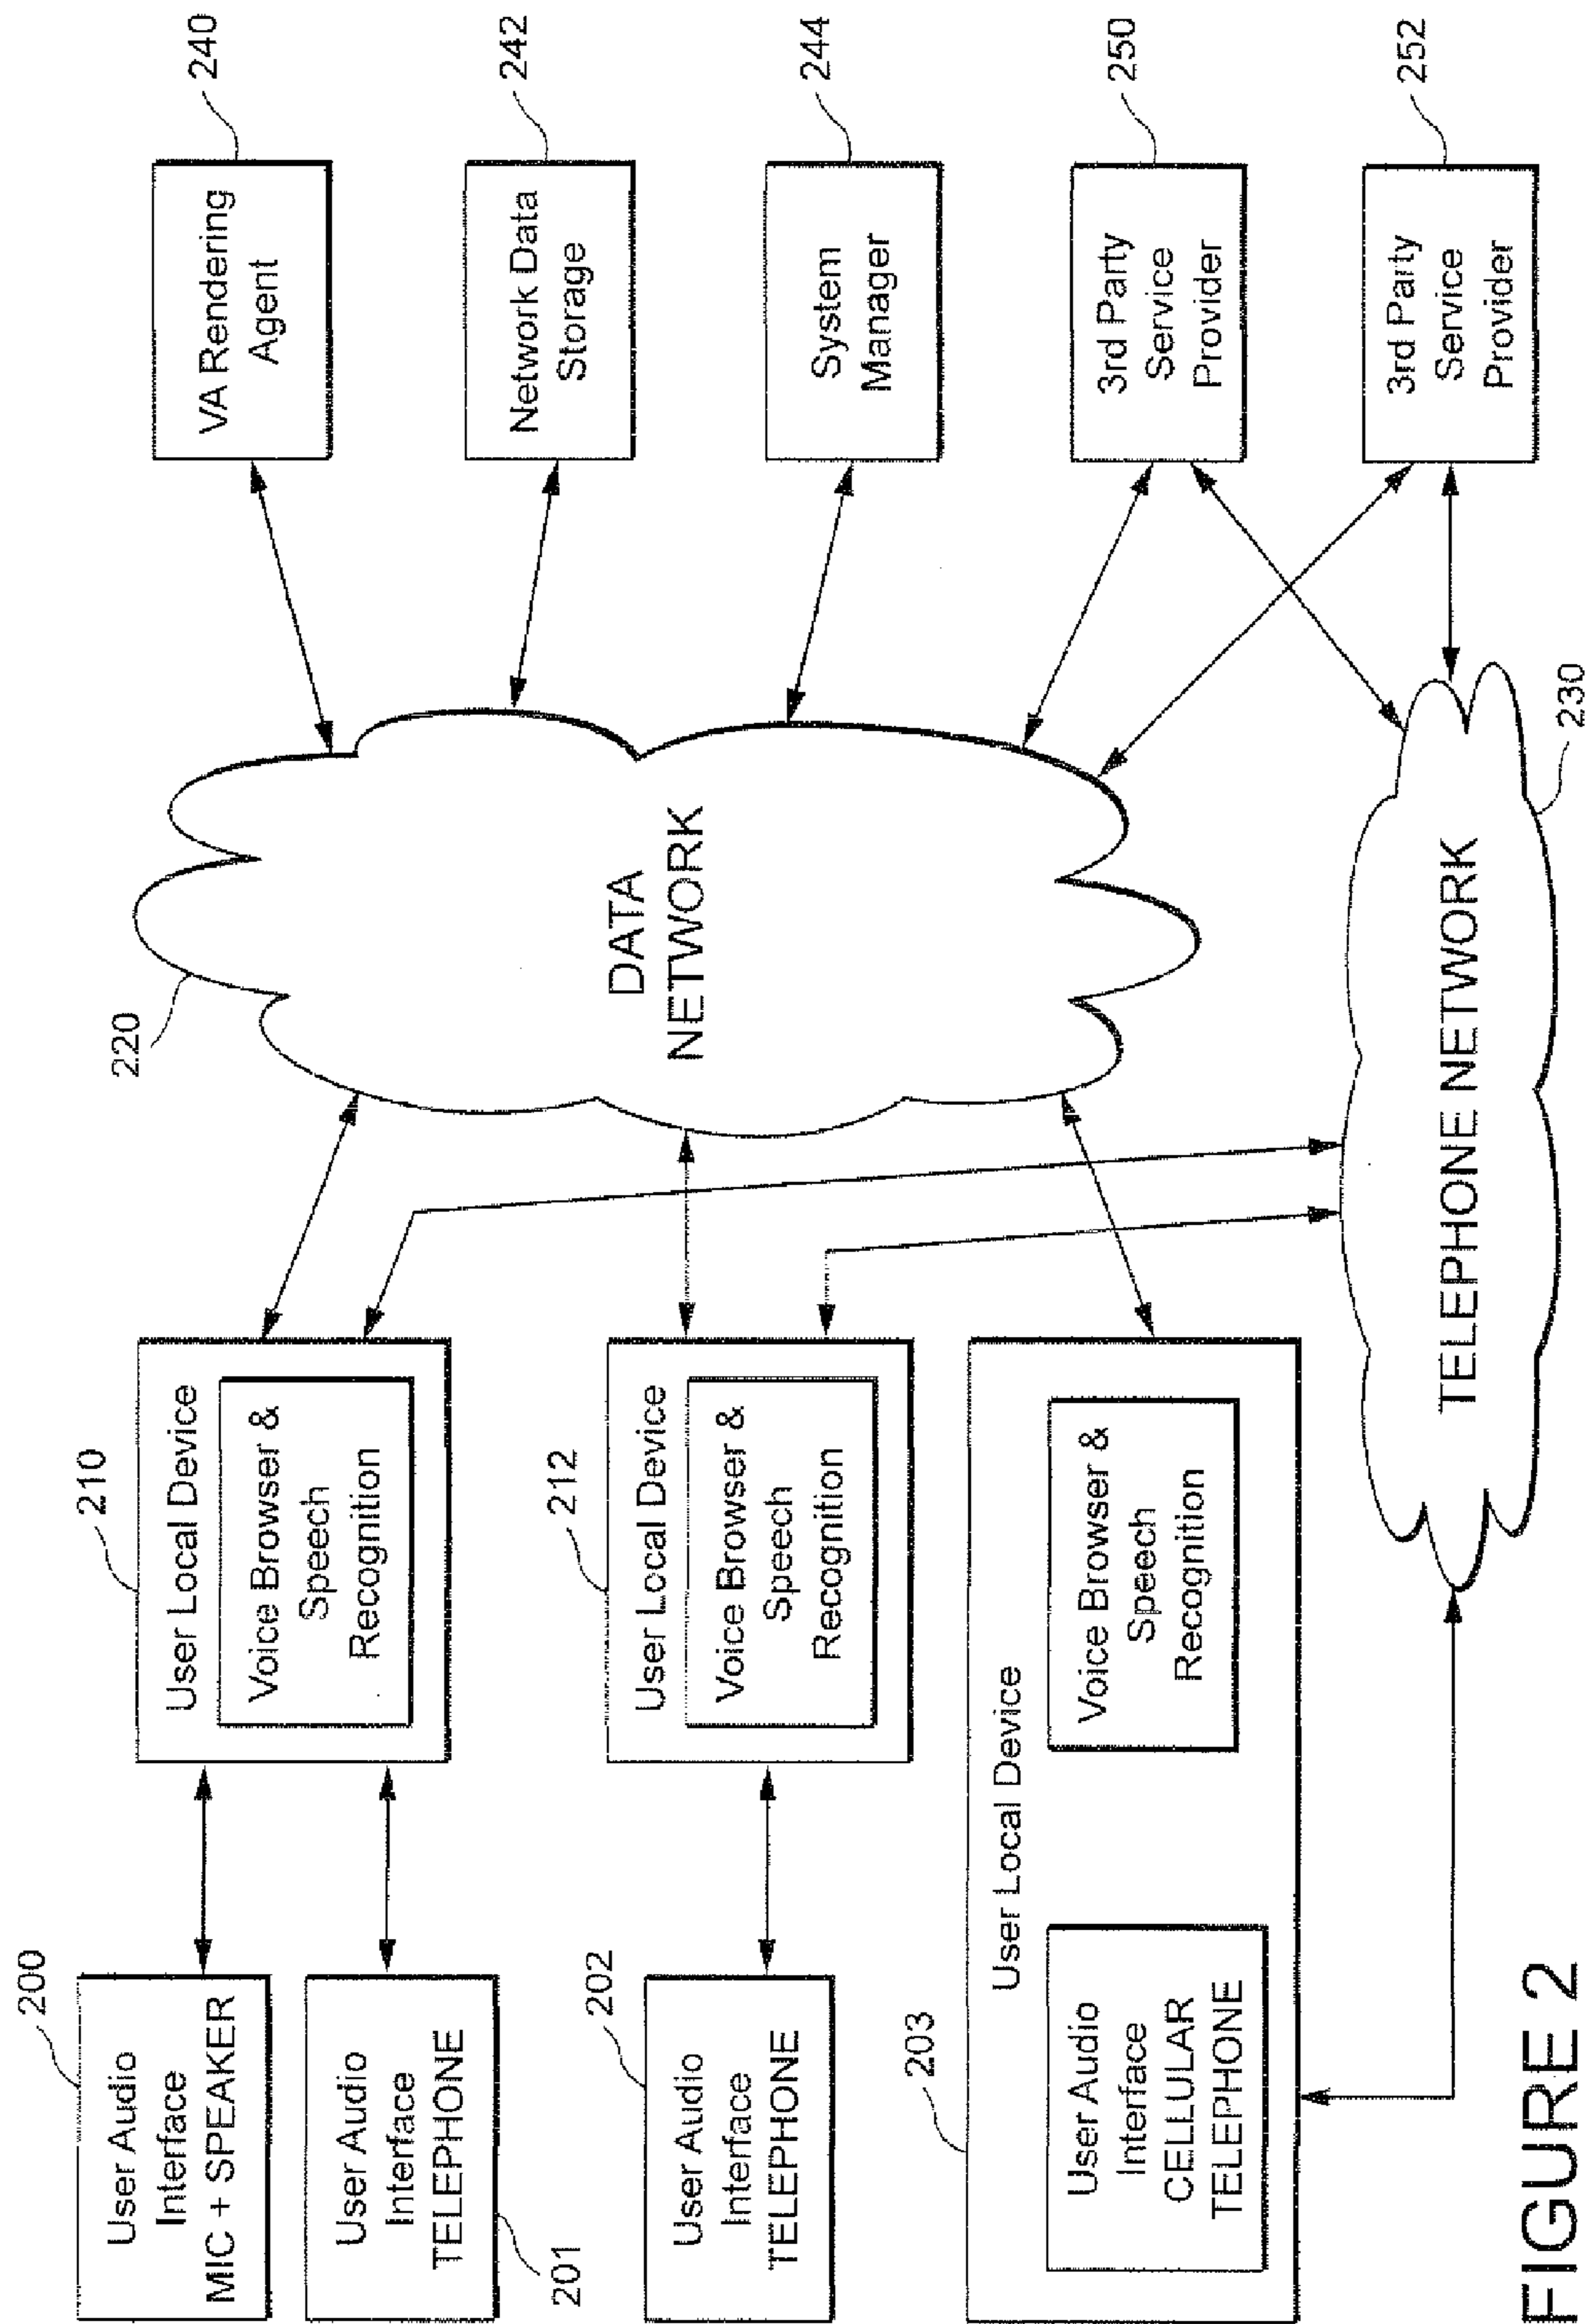 200
User Audio
Interface
MIC + SPEAKER
User Audio
Interface
TELEPHONE
201
202
User Audio
Interface
TELEPHONE
203
User Local Device
User Audio
Interface
CELLULAR
TELEPHONE
Voice Browser &
Speech
Recognition
210
User Local Device
Voice Browser &
Speech
Recognition
212
User Local Device
Voice Browser &
Speech
Recognition
220
DATA
NETWORK
TELEPHONE NETWORK
230
VA Rendering
Agent
240
Network Data
Storage
242
System
Manager
244
3rd Party
Service
Provider
250
3rd Party
Service
Provider
252
FIGURE 2